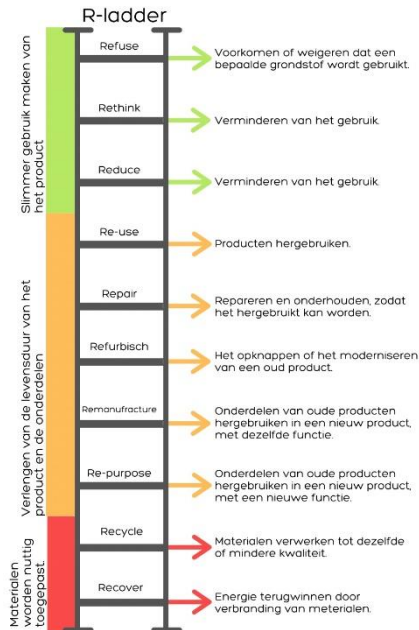 R-ladder
Slimmer gebruik maken van
het product
Refuse
Voorkomen of weigeren dat een
bepaalde grondstof wordt gebruikt.
Rethink
Verminderen van het gebruik.
Reduce
Verminderen van het gebruik.
Verlengen van de levensduur van het
product en de onderdelen
Re-use
Producten hergebruiken.
Repair
Repareren en onderhouden, zodat
het hergebruikt kan worden.
Refurbisch
Het opknappen of het moderniseren
van een oud product.
Remanufracture
Onderdelen van oude producten
hergebruiken in een nieuw product,
met dezelfde functie.
Re-purpose
Onderdelen van oude producten
hergebruiken in een nieuw product,
met een nieuwe functie.
Materialen
worden nuttig
toegepast.
Recycle
Materialen verwerken tot dezelfde
of mindere kwaliteit.
Recover
Energie terugwinnen door
verbranding van meterialen.